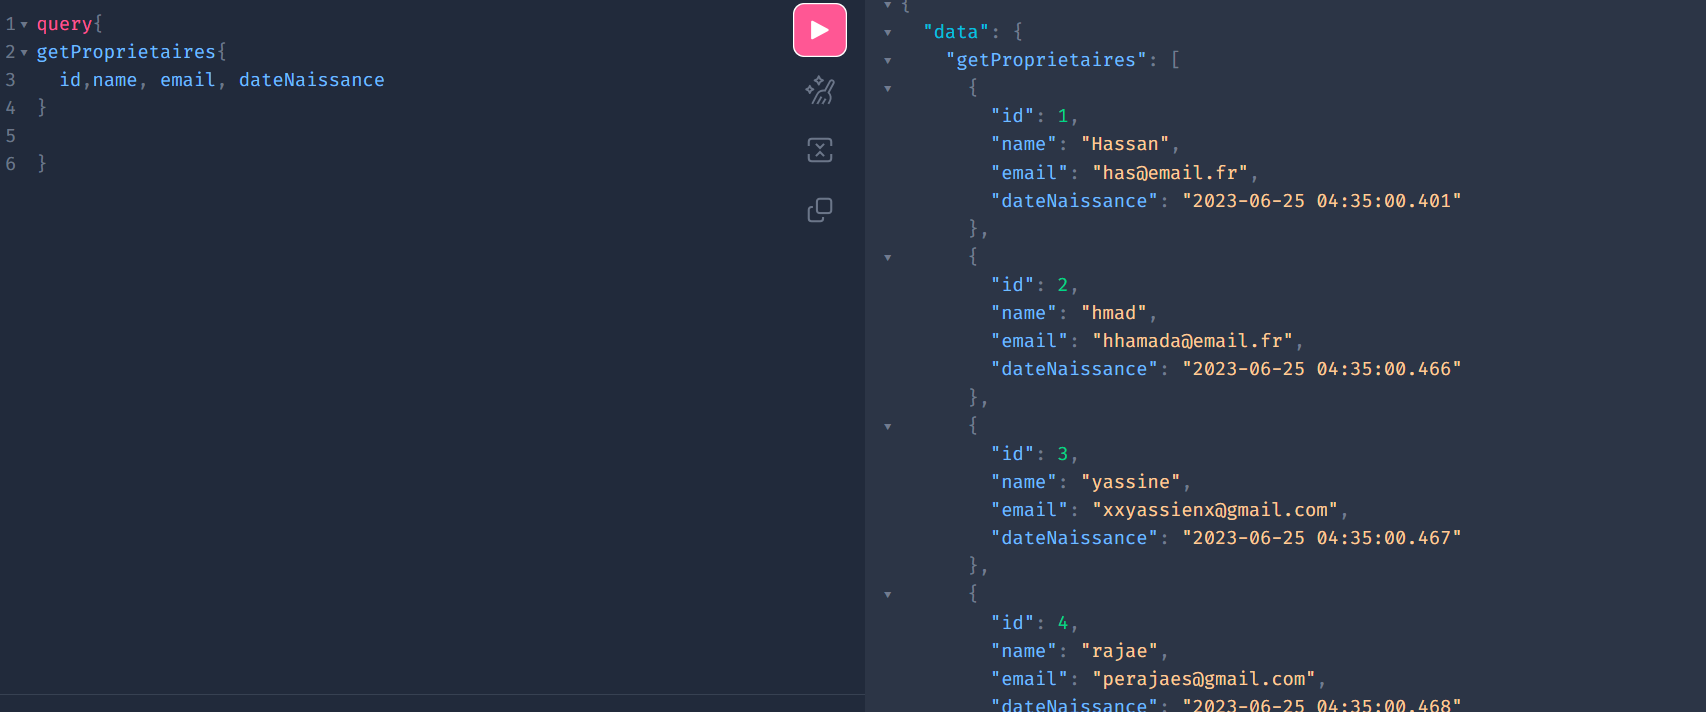 1 query{
2 getProprietaires{
3 id,name, email, dateNaissance
4 }
5
6 }
{
"data": {
"getProprietaires": [
{
"id": 1,
"name": "Hassan",
"email": "has@email.fr",
"dateNaissance": "2023-06-25 04:35:00.401"
},
{
"id": 2,
"name": "hmad",
"email": "hhamada@email.fr",
"dateNaissance": "2023-06-25 04:35:00.466"
},
{
"id": 3,
"name": "yassine",
"email": "xxyassienx@gmail.com",
"dateNaissance": "2023-06-25 04:35:00.467"
},
{
"id": 4,
"name": "rajae",
"email": "perajaes@gmail.com",
"dateNaissance": "2023-06-25 04:35:00.468"